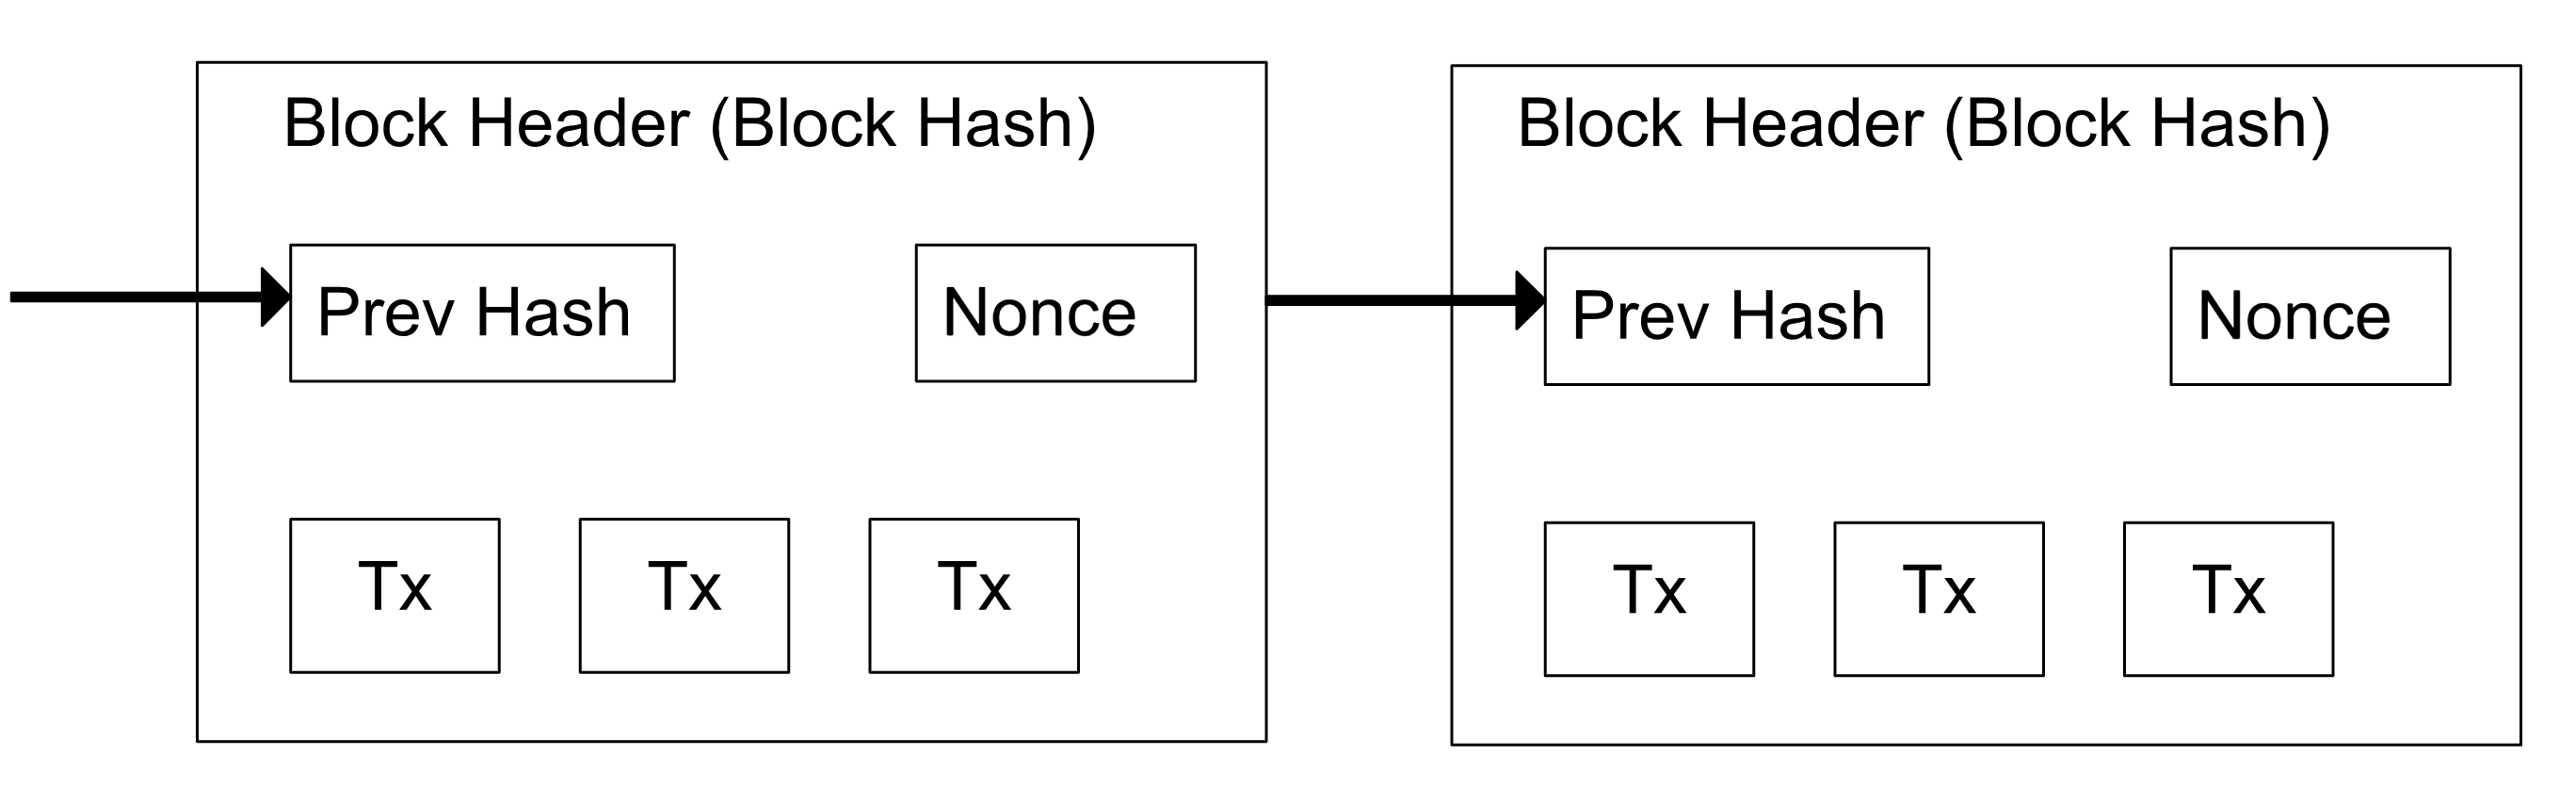 Block Header (Block Hash)
Prev Hash
Nonce
Tx
Tx
Tx
Block Header (Block Hash)
Prev Hash
Nonce
Tx
Tx
Tx